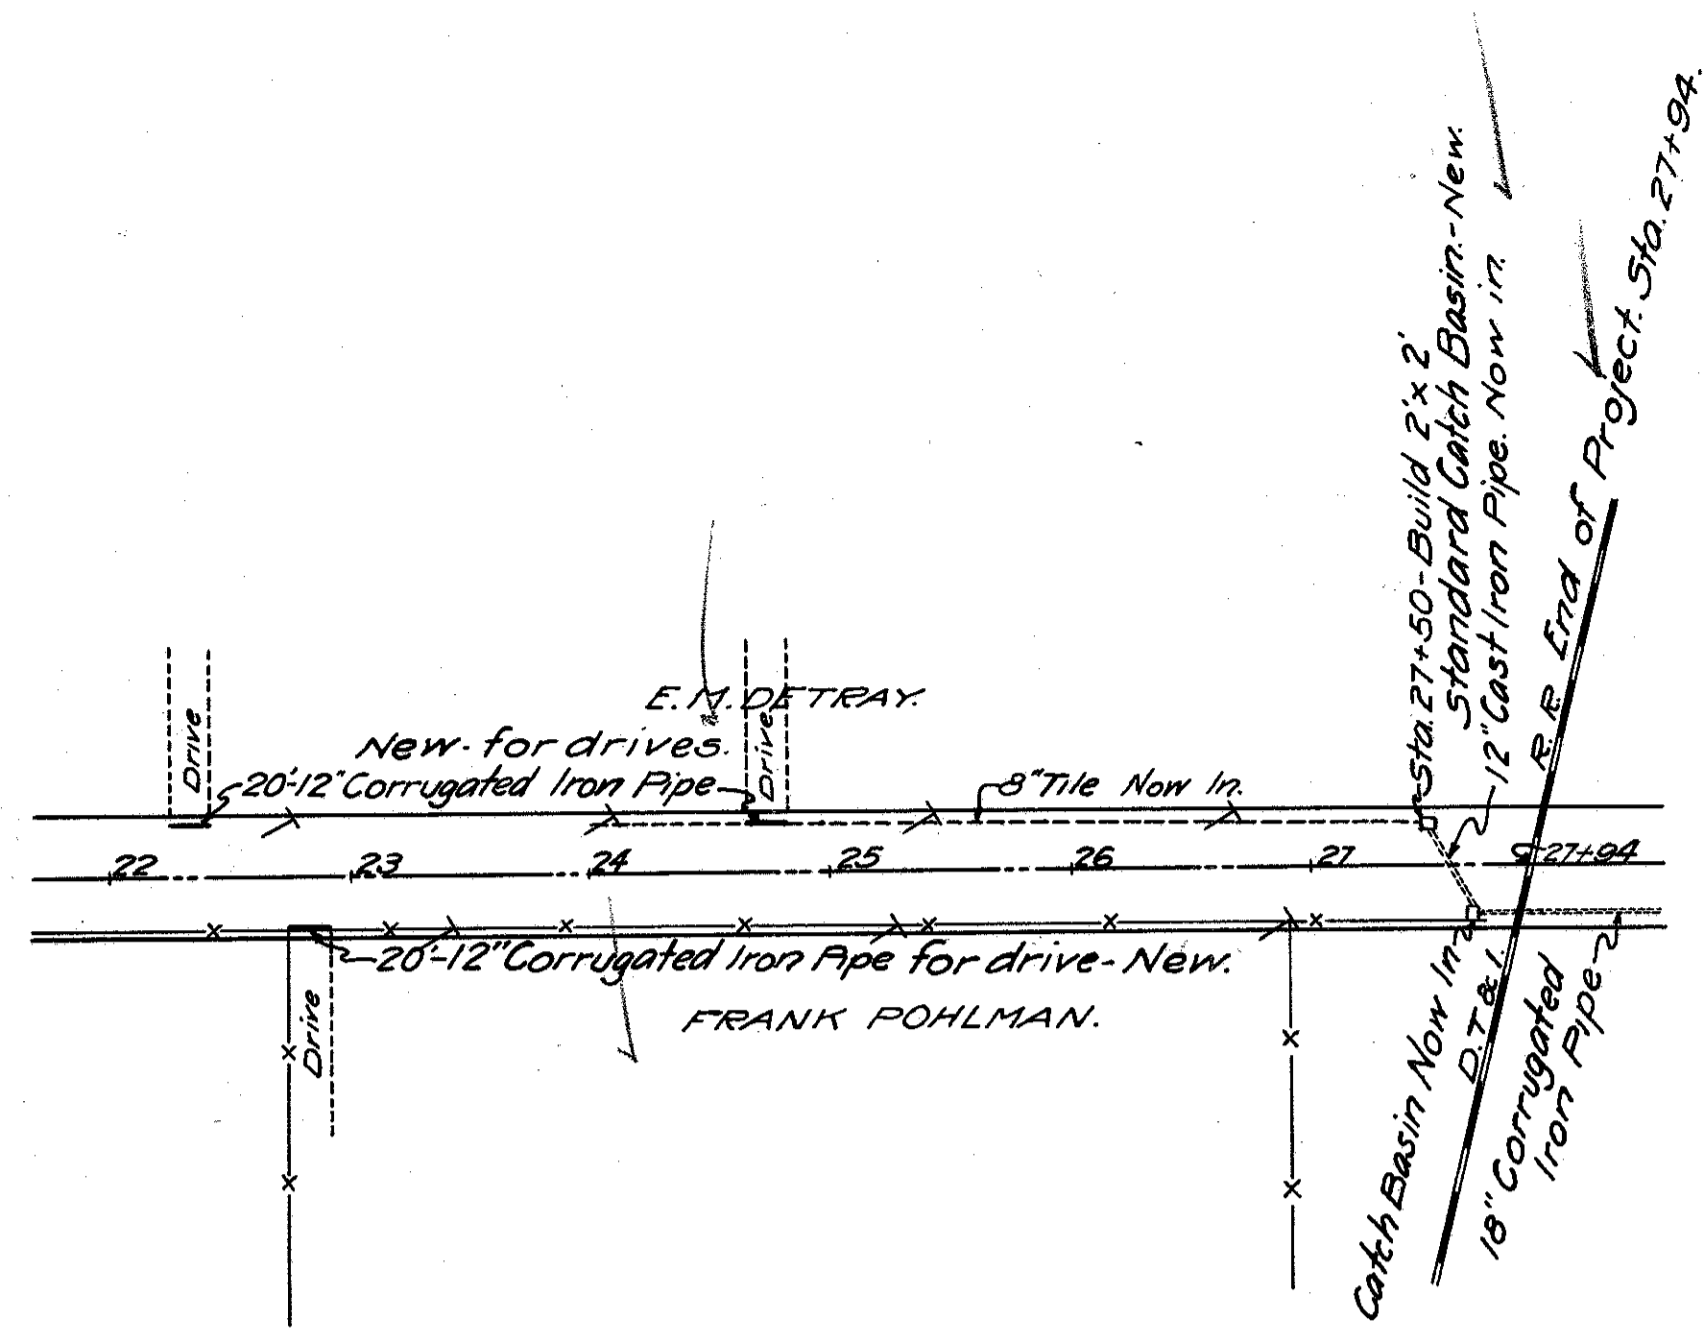 Sta. 27+50-Build 2'x 2'
Standard Catch Basin.-New.
12" Cast Iron Pipe. Now in.
R.R. End of Project. Sta. 27+94.
E.M. DETRAY.
Drive
New- for drives.
Drive
20'-12" Corrugated Iron Pipe
8" Tile Now In.
22
23
24
25
26
27
27+94
20'-12" Corrugated Iron Pipe for drive-New.
Drive
FRANK POHLMAN.
Catch Basin Now In
D.T & I.
18" Corrugated
Iron Pipe